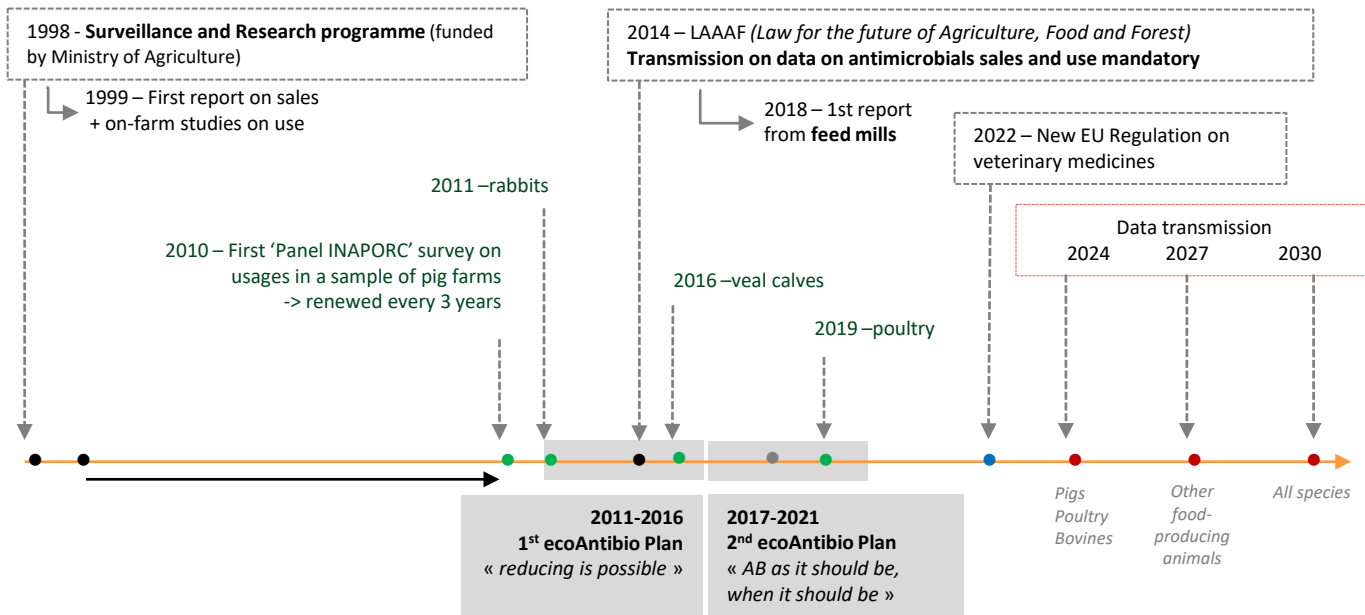 1998 - Surveillance and Research programme (funded
by Ministry of Agriculture)
1999 – First report on sales
+ on-farm studies on use
2014 – LAAAF (Law for the future of Agriculture, Food and Forest)
Transmission on data on antimicrobials sales and use mandatory
2018 – 1st report
from feed mills
2022 – New EU Regulation on
veterinary medicines
2011 –rabbits
2010 – First ‘Panel INAPORC’ survey on
usages in a sample of pig farms
-> renewed every 3 years
2016 –veal calves
2019 –poultry
Data transmission
2024 2027 2030
Pigs
Poultry
Bovines
Other
food-
producing
animals
All species
2011-2016
1st ecoAntibio Plan
« reducing is possible »
2017-2021
2nd ecoAntibio Plan
« AB as it should be,
when it should be »